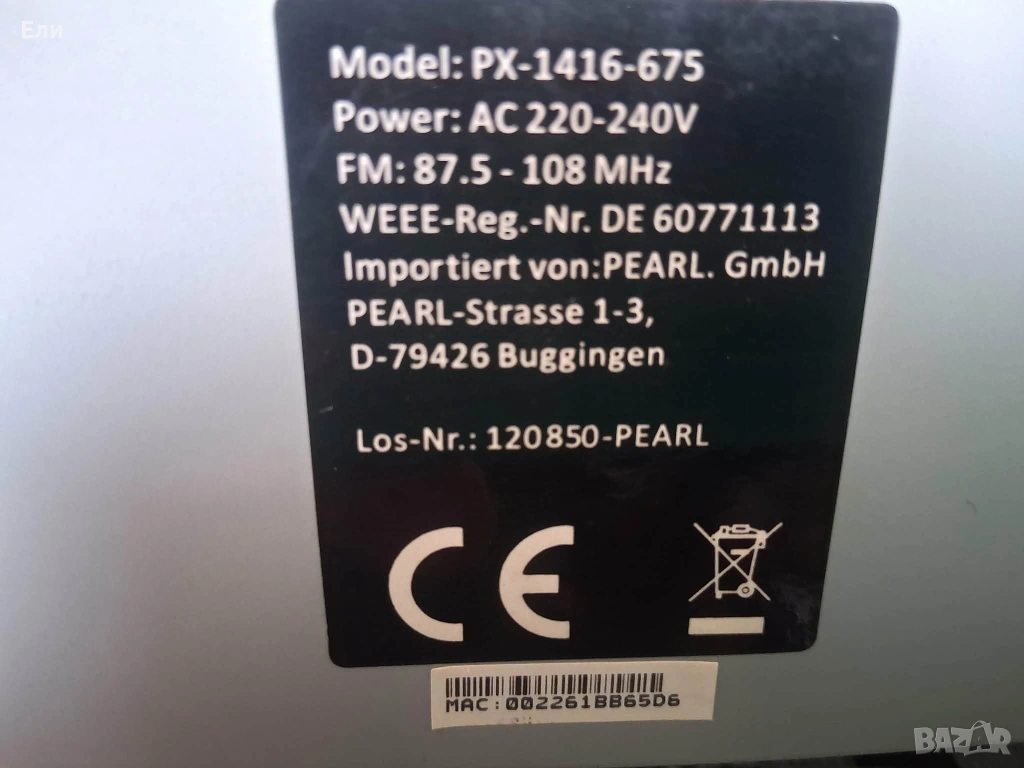 Ели
Model: PX-1416-675
Power: AC 220-240V
FM: 87.5 - 108 MHz
WEEE-Reg.-Nr. DE 60771113
Importiert von:PEARL. GmbH
PEARL-Strasse 1-3,
D-79426 Buggingen
Los-Nr.: 120850-PEARL
CE
MAC:002261BB65D6
BAZAR